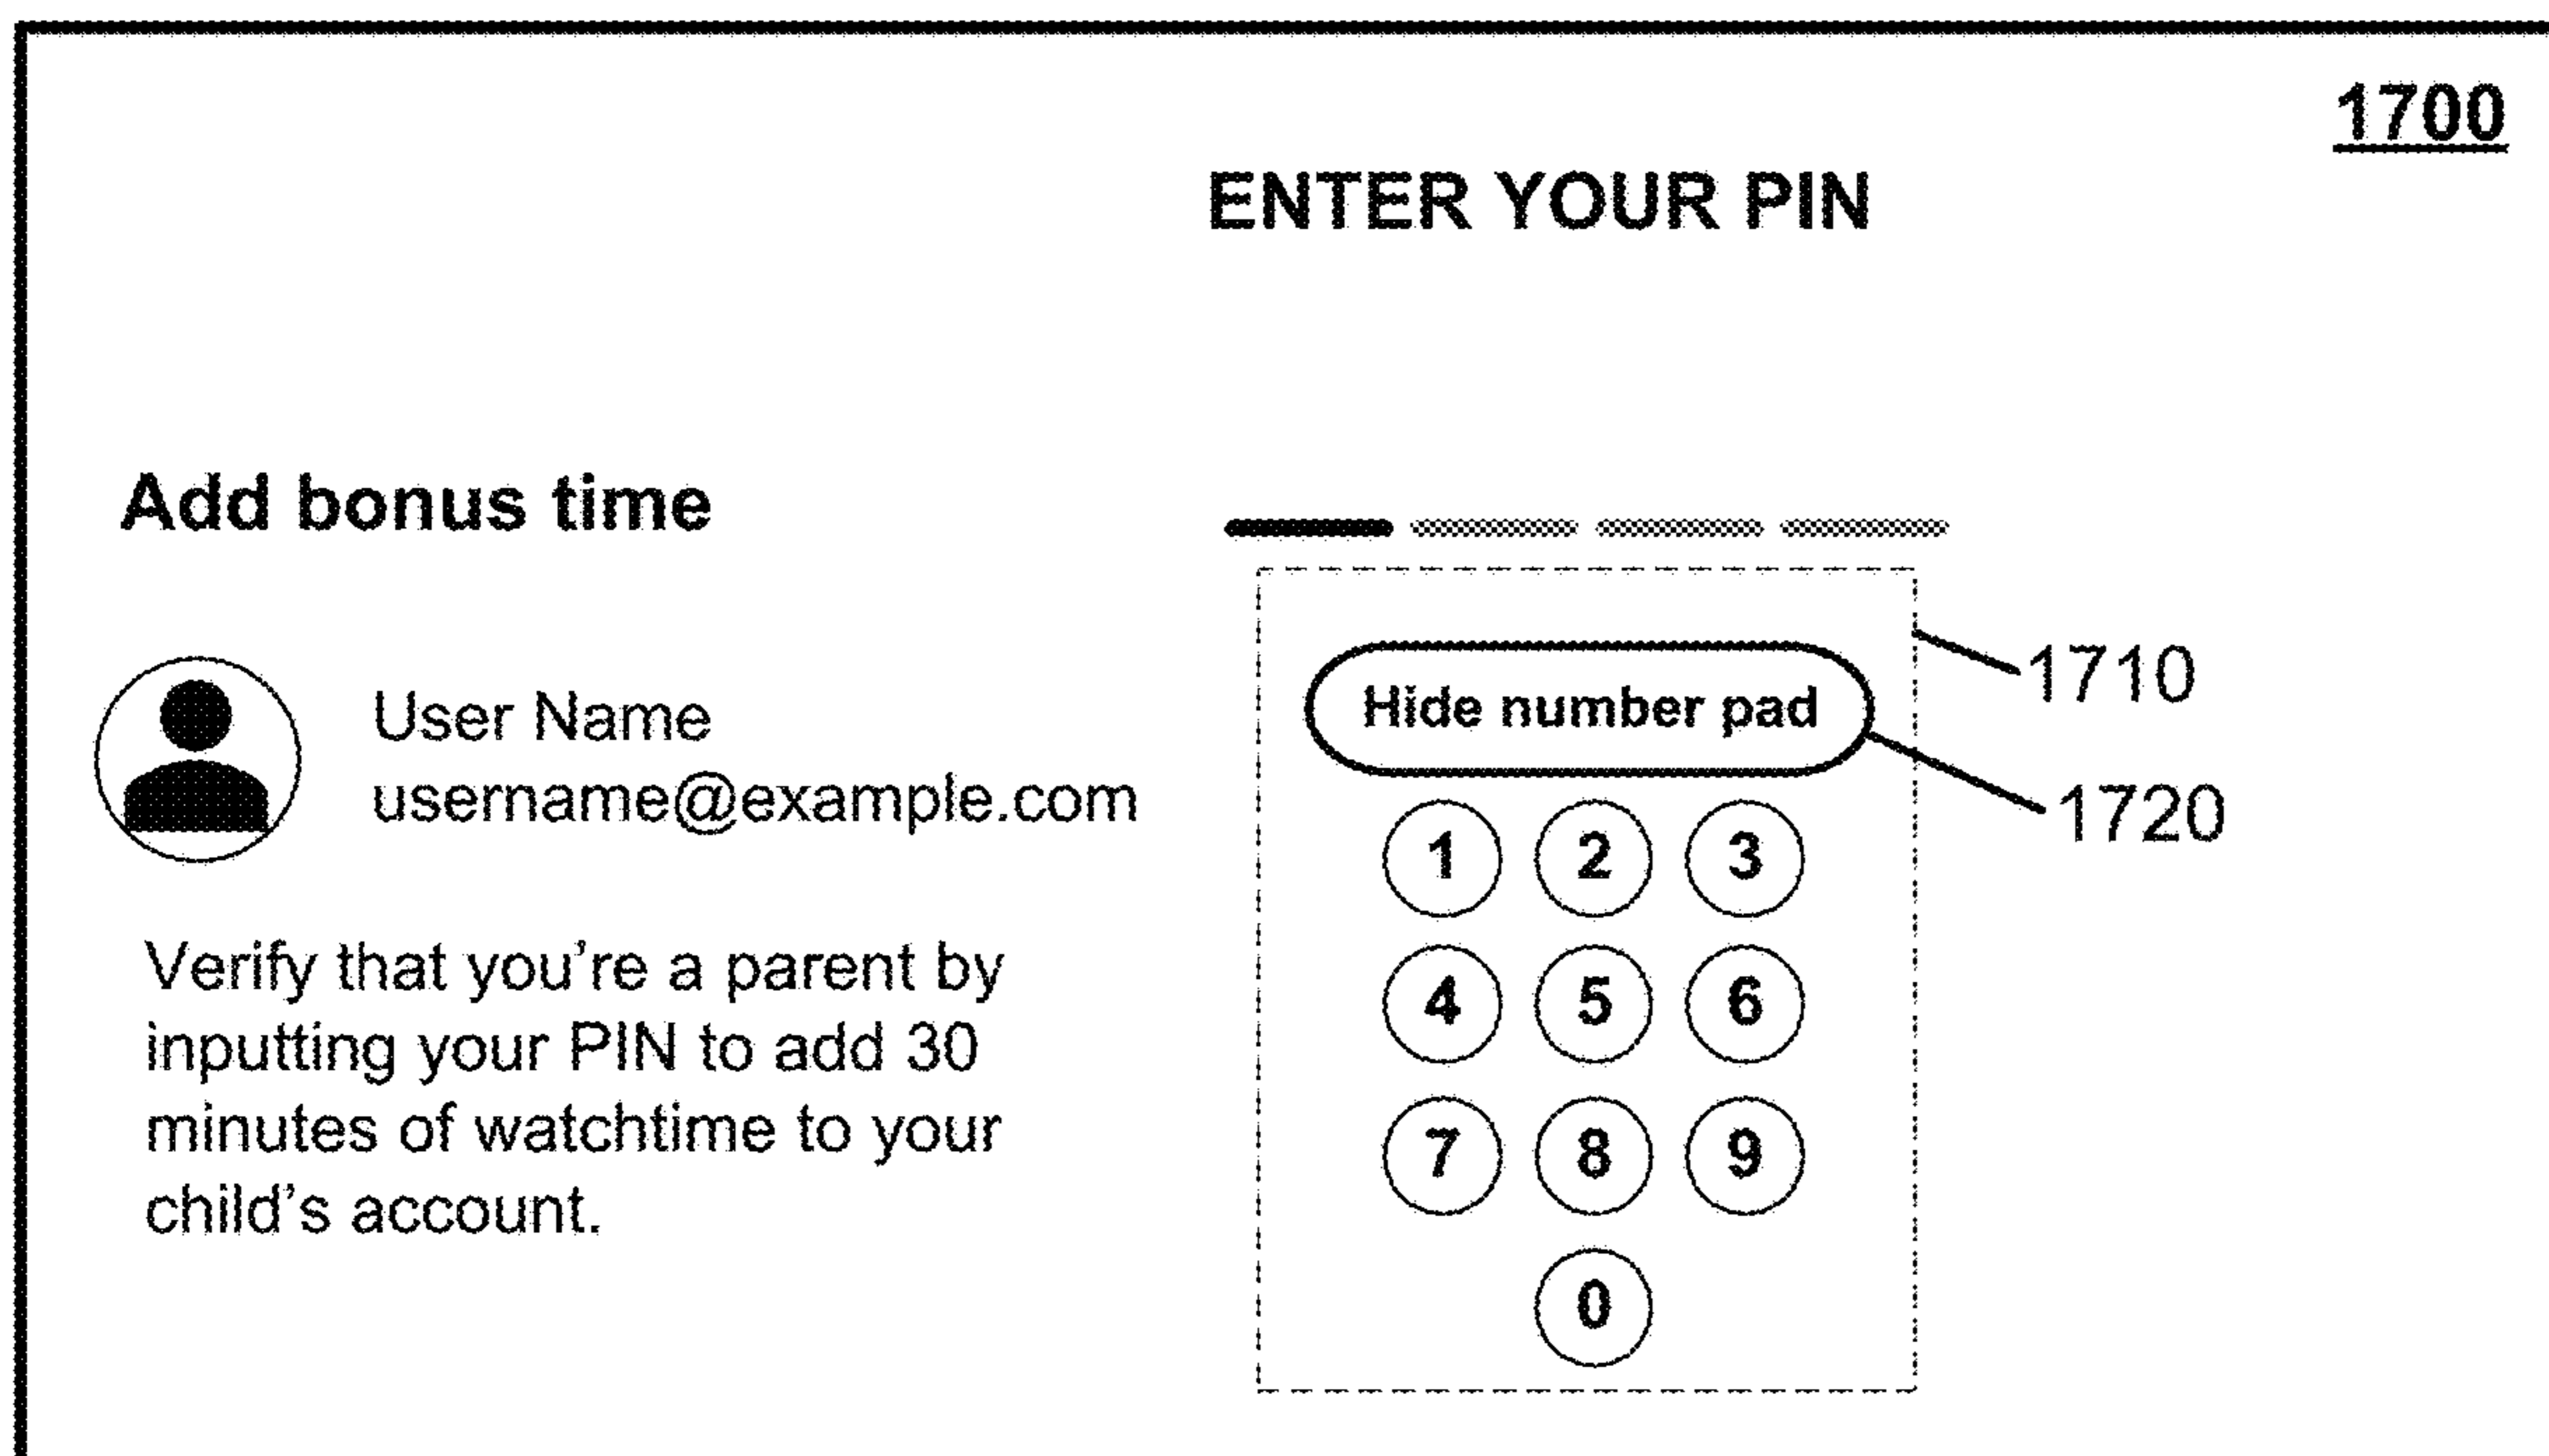 1700
ENTER YOUR PIN
Add bonus time
User Name
username@example.com
Verify that you're a parent by
inputting your PIN to add 30
minutes of watchtime to your
child's account.
Hide number pad
1 2 3
4 5 6
7 8 9
0
1710
1720